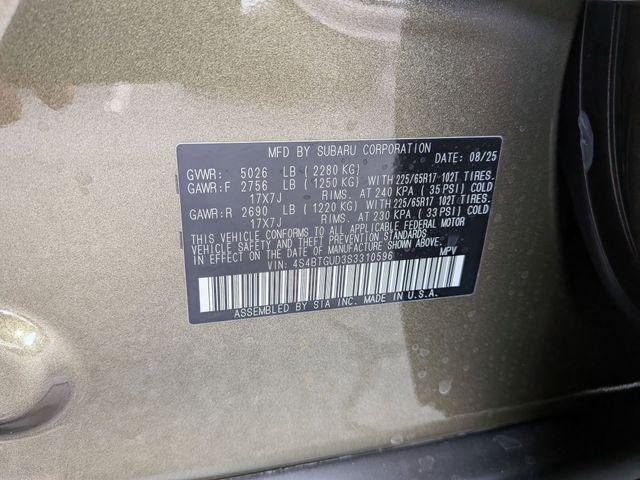 MFD BY SUBARU CORPORATION DATE: 08/25
GVWR: 5026 LB (2280 KG)
GAWR:F 2756 LB (1250 KG) WITH 225/65R17 102T TIRES.
17X7J RIMS. AT 240 KPA (35 PSI) COLD
GAWR:R 2690 LB (1220 KG) WITH 225/65R17 102T TIRES.
17X7J RIMS. AT 230 KPA (33 PSI) COLD
THIS VEHICLE CONFORMS TO ALL APPLICABLE FEDERAL MOTOR
VEHICLE SAFETY AND THEFT PREVENTION STANDARDS
IN EFFECT ON THE DATE OF MANUFACTURE SHOWN ABOVE.
VIN: 4S4BTGUD3S3310596 MPV
ASSEMBLED BY SIA INC. MADE IN U.S.A.